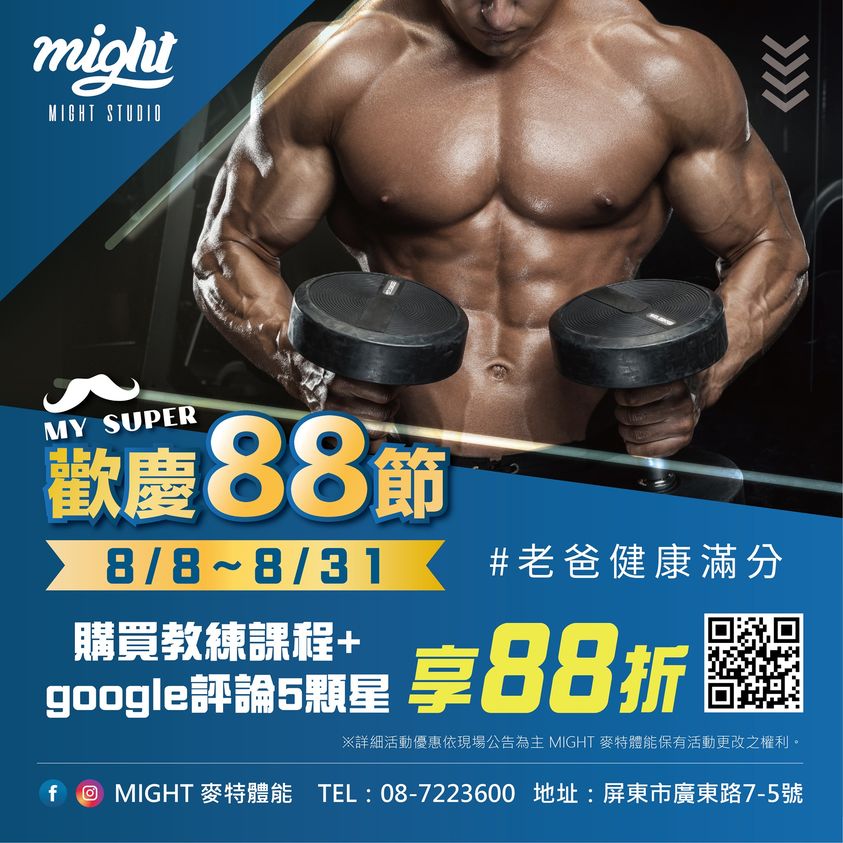 might
MIGHT STUDIO
MY SUPER
歡慶88節
8/8~8/31
#老爸健康滿分
購買教練課程+
google評論5顆星
享88折
※詳細活動優惠依現場公告為主 MIGHT 麥特體能保有活動更改之權利。
MIGHT 麥特體能 TEL：08-7223600 地址：屏東市廣東路7-5號